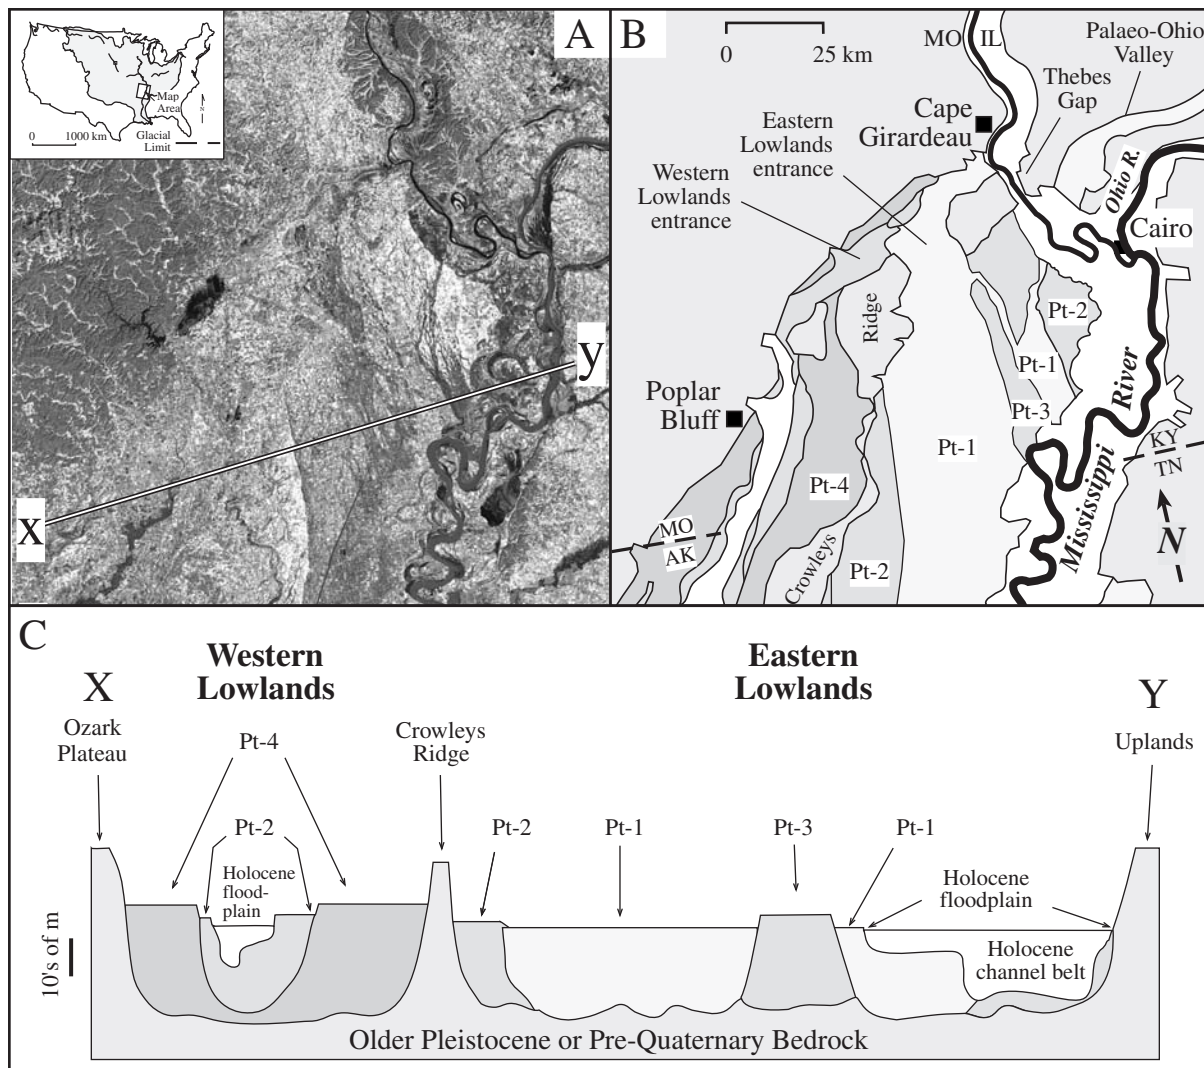 A
Map
Area
N
0 1000 km
Glacial
Limit
x
y
B
0 25 km
MO IL
Palaeo-Ohio
Valley
Thebes
Gap
Cape
Girardeau
Eastern
Lowlands
entrance
Western
Lowlands
entrance
Ohio R.
Cairo
Ridge
Pt-2
Pt-1
Pt-3
Poplar
Bluff
Pt-1
River
KY
TN
Pt-4
Mississippi
N
MO
AK
Crowleys
Pt-2
C
Western
Lowlands
Eastern
Lowlands
X
Y
Ozark
Plateau
Pt-4
Crowleys
Ridge
Uplands
Pt-2
Pt-2
Pt-1
Pt-3
Pt-1
Holocene
flood-
plain
Holocene
floodplain
Holocene
channel belt
10's of m
Older Pleistocene or Pre-Quaternary Bedrock